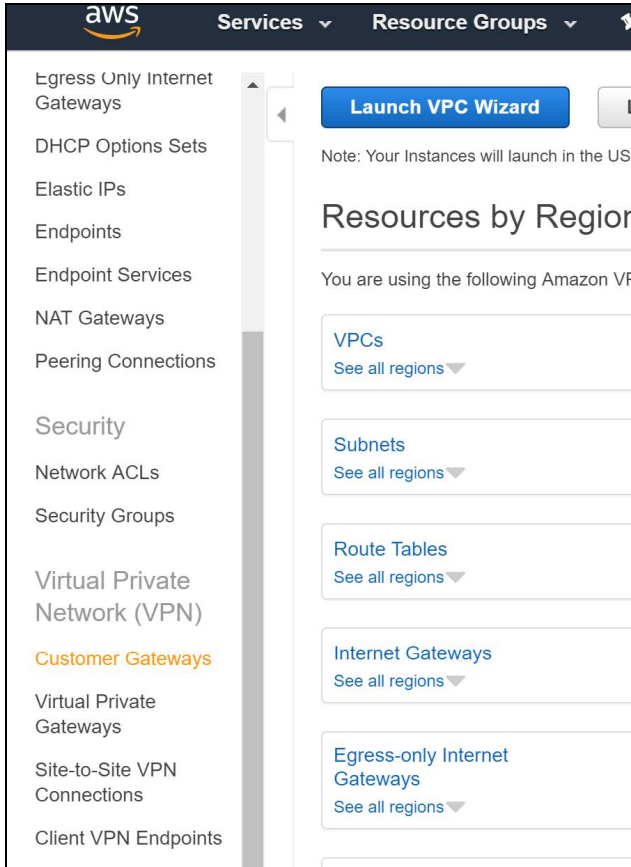 aws
Services
Resource Groups
Egress Only Internet
Gateways
DHCP Options Sets
Elastic IPs
Endpoints
Endpoint Services
NAT Gateways
Peering Connections
Security
Network ACLs
Security Groups
Virtual Private
Network (VPN)
Customer Gateways
Virtual Private
Gateways
Site-to-Site VPN
Connections
Client VPN Endpoints
Launch VPC Wizard
Note: Your Instances will launch in the US
Resources by Region
You are using the following Amazon
VPCs
See all regions
Subnets
See all regions
Route Tables
See all regions
Internet Gateways
See all regions
Egress-only Internet
Gateways
See all regions